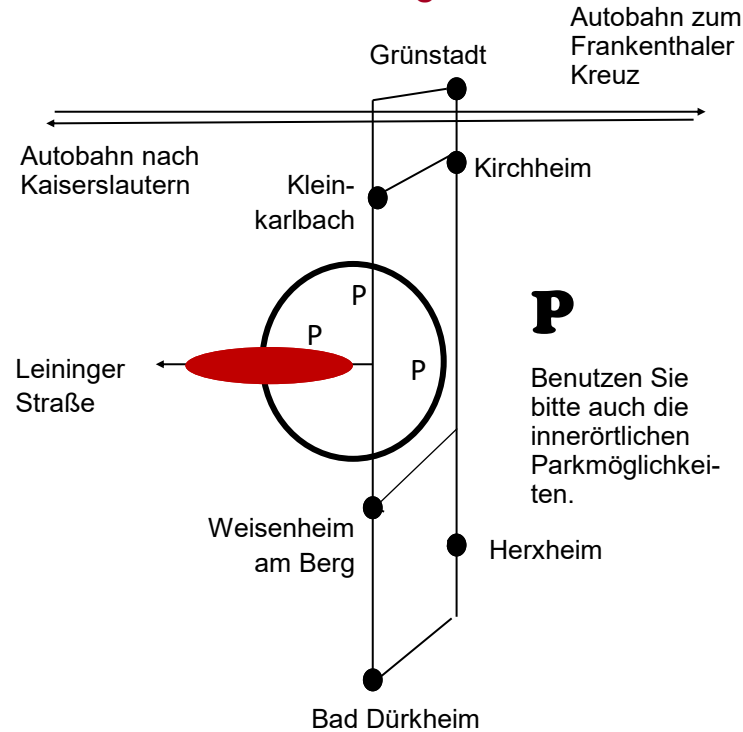 Autobahn zum
Frankenthaler
Kreuz
Grünstadt
Autobahn nach
Kaiserslautern
Kirchheim
Klein-
karlbach
P
P
P
P
Leininger
Straße
Benutzen Sie
bitte auch die
innerörtlichen
Parkmöglichkei-
ten.
Weisenheim
am Berg
Herxheim
Bad Dürkheim